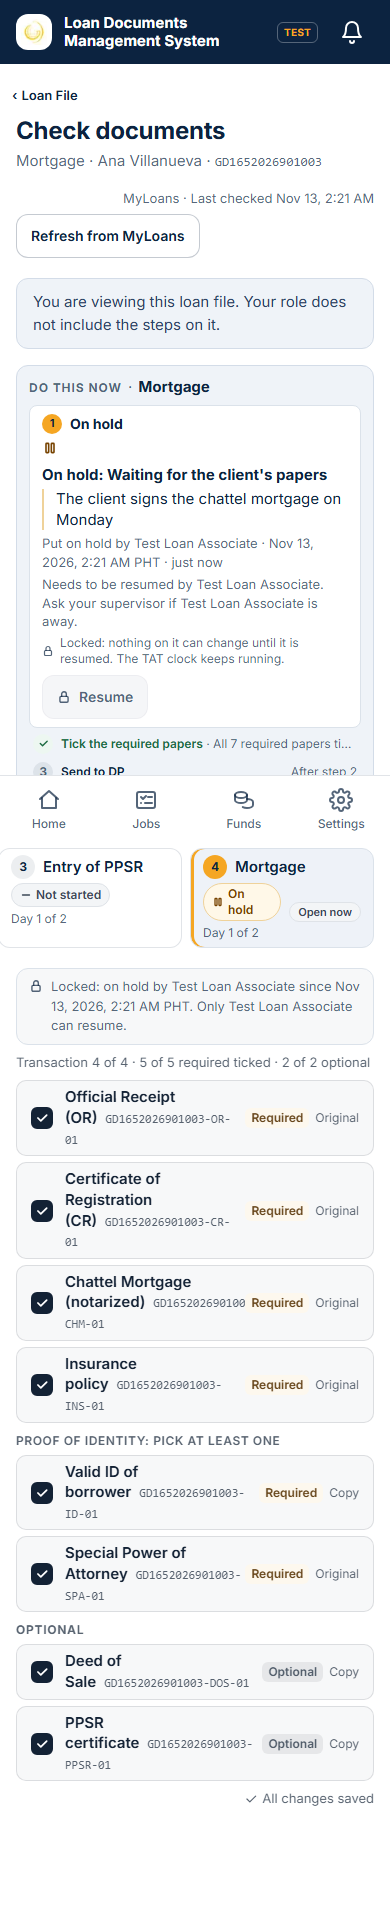 Loan Documents
Management System
TEST
‹ Loan File
Check documents
Mortgage · Ana Villanueva · GD1652026901003
MyLoans · Last checked Nov 13, 2:21 AM
Refresh from MyLoans
You are viewing this loan file. Your role does
not include the steps on it.
DO THIS NOW · Mortgage
1 On hold
On hold: Waiting for the client's papers
The client signs the chattel mortgage on
Monday
Put on hold by Test Loan Associate · Nov 13,
2026, 2:21 AM PHT · just now
Needs to be resumed by Test Loan Associate.
Ask your supervisor if Test Loan Associate is
away.
Locked: nothing on it can change until it is
resumed. The TAT clock keeps running.
Resume
Tick the required papers · All 7 required papers ti...
3 Send to DP After step 2
Home Jobs Funds Settings
3 Entry of PPSR
Not started
Day 1 of 2
4 Mortgage
On
hold
Open now
Day 1 of 2
Locked: on hold by Test Loan Associate since Nov
13, 2026, 2:21 AM PHT. Only Test Loan Associate
can resume.
Transaction 4 of 4 · 5 of 5 required ticked · 2 of 2 optional
Official Receipt
(OR) GD1652026901003-OR- Required Original
01
Certificate of
Registration
(CR) GD1652026901003-CR- Required Original
01
Chattel Mortgage
(notarized) GD165202690100 Required Original
CHM-01
Insurance
policy GD1652026901003- Required Original
INS-01
PROOF OF IDENTITY: PICK AT LEAST ONE
Valid ID of
borrower GD1652026901003- Required Copy
ID-01
Special Power of
Attorney GD1652026901003- Required Original
SPA-01
OPTIONAL
Deed of
Sale GD1652026901003-DOS-01 Optional Copy
PPSR
certificate GD1652026901003- Optional Copy
PPSR-01
All changes saved